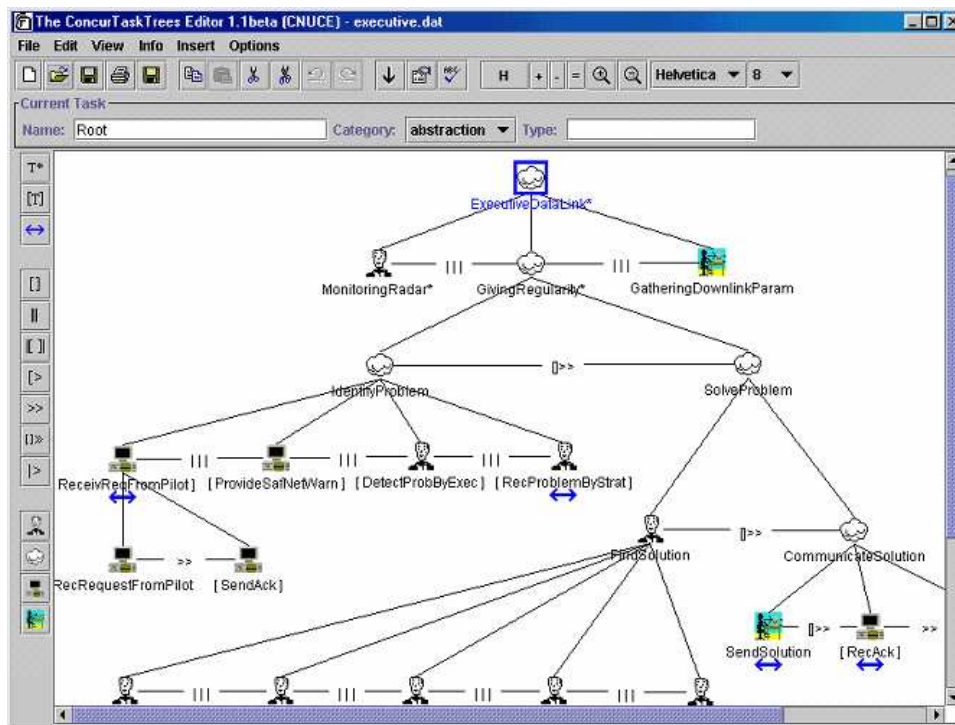 The ConcurTaskTrees Editor 1.1beta (CNUCE) - executive.dat
File Edit View Info Insert Options
H + - = Helvetica 8
Current Task
Name: Root Category: abstraction Type:
T*
[T]
ExecutiveDataLink*
||| |||
MonitoringRadar* GivingRegularity* GatheringDownlinkParam
[]
||
[ ]|
[]>>
IdentifyProblem SolveProblem
[>
>>
[]>>
||| ||| |||
ReceivReqFromPilot] [ProvideSafNetWarn] [DetectProbByExec] [RecProblemByStrat]
|>
[]>>
FindSolution CommunicateSolution
>>
RecRequestFromPilot [SendAck]
[]>> >>
SendSolution [RecAck]
||| ||| ||| |||